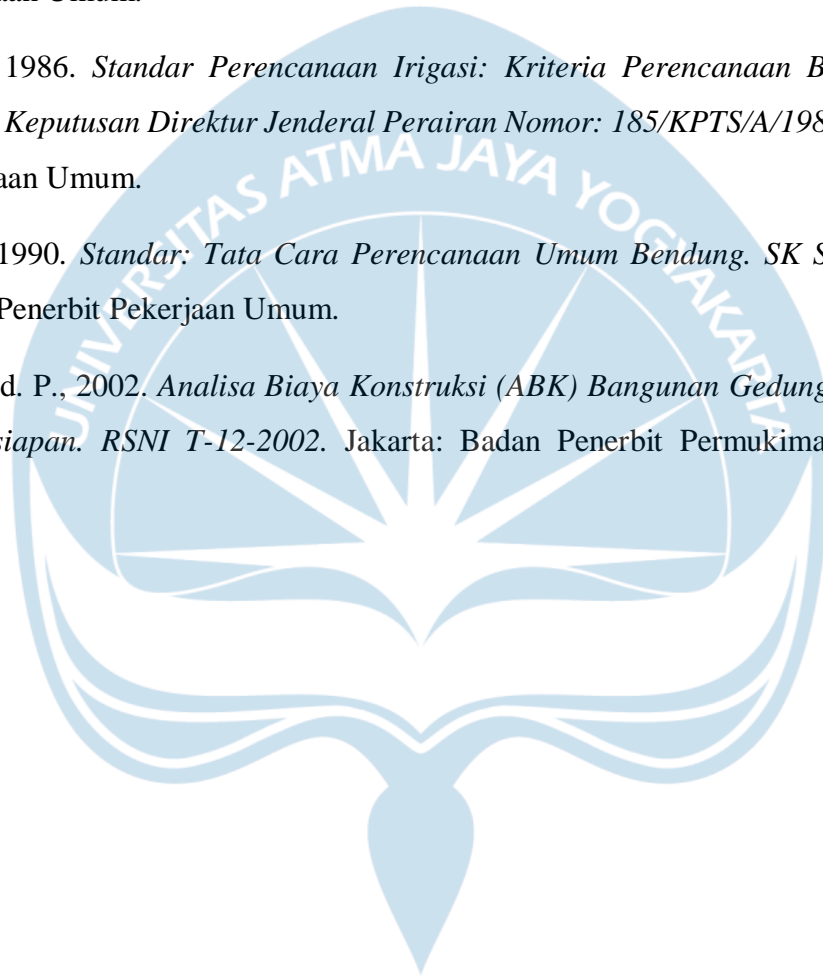 aan Umum.
1986. Standar Perencanaan Irigasi: Kriteria Perencanaan B
Keputusan Direktur Jenderal Perairan Nomor: 185/KPTS/A/198
aan Umum.
1990. Standar: Tata Cara Perencanaan Umum Bendung. SK S
Penerbit Pekerjaan Umum.
d. P., 2002. Analisa Biaya Konstruksi (ABK) Bangunan Gedung
siapan. RSNI T-12-2002. Jakarta: Badan Penerbit Permukima
UNIVERSITAS ATMA JAYA YOGYAKARTA